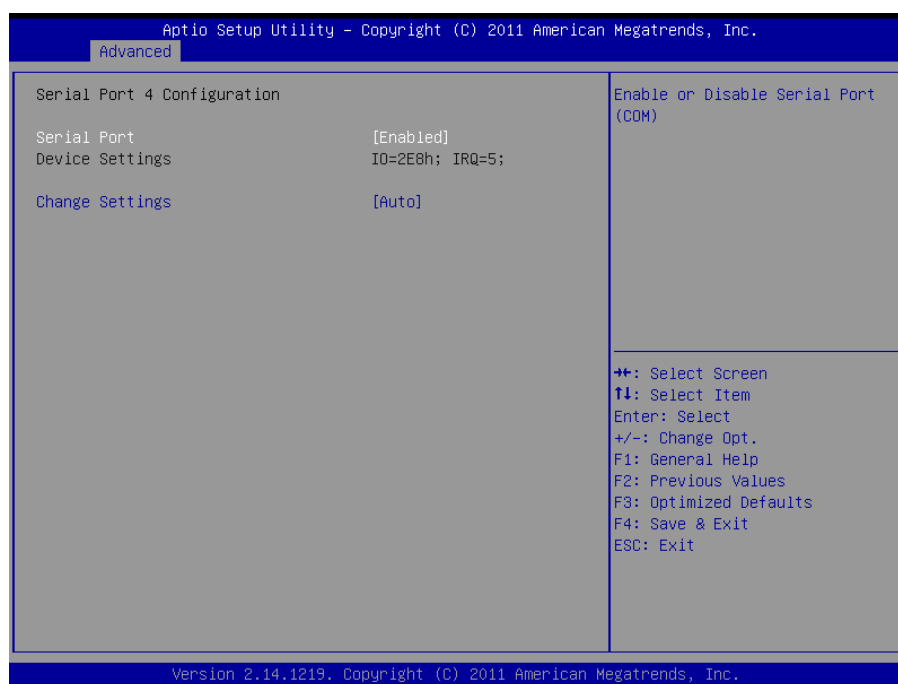 Aptio Setup Utility – Copyright (C) 2011 American Megatrends, Inc.
Advanced
Serial Port 4 Configuration
Serial Port [Enabled]
Device Settings IO=2E8h; IRQ=5;
Change Settings [Auto]
Enable or Disable Serial Port
(COM)
→←: Select Screen
↑↓: Select Item
Enter: Select
+/-: Change Opt.
F1: General Help
F2: Previous Values
F3: Optimized Defaults
F4: Save & Exit
ESC: Exit
Version 2.14.1219. Copyright (C) 2011 American Megatrends, Inc.